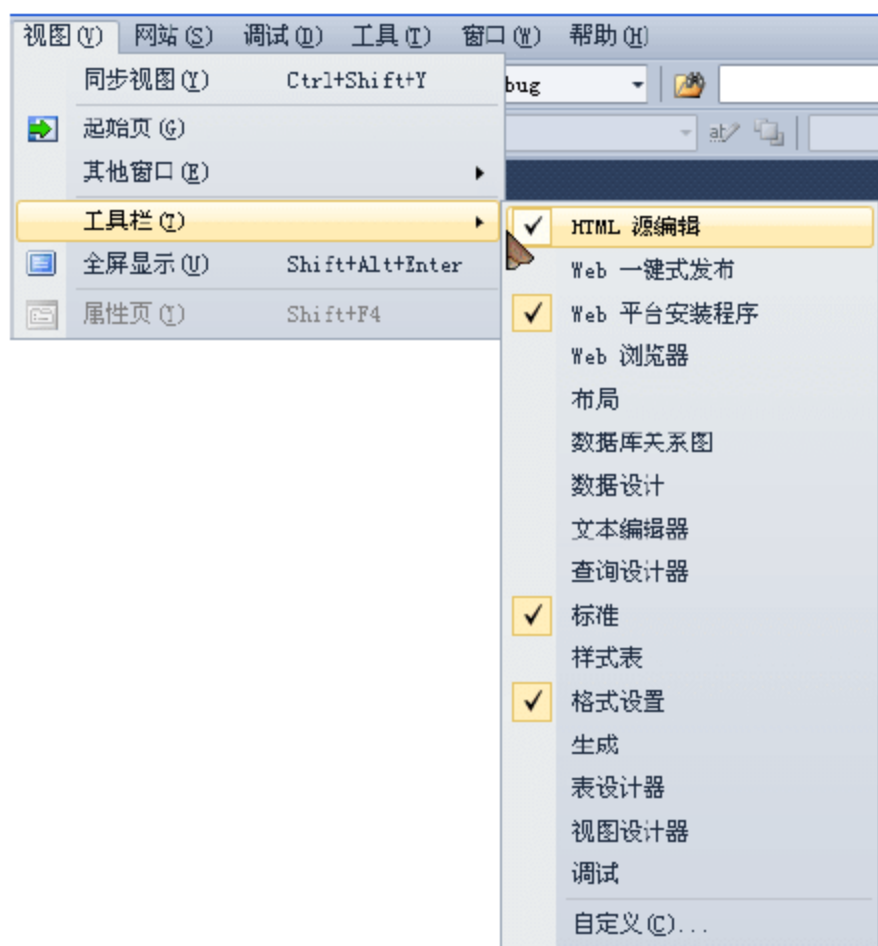 视图(V) 网站(S) 调试(D) 工具(T) 窗口(W) 帮助(H)
同步视图(Y) Ctrl+Shift+Y
bug
起始页(G)
其他窗口(E)
工具栏(T)
全屏显示(U) Shift+Alt+Enter
属性页(I) Shift+F4
HTML 源编辑
Web 一键式发布
Web 平台安装程序
Web 浏览器
布局
数据库关系图
数据设计
文本编辑器
查询设计器
标准
样式表
格式设置
生成
表设计器
视图设计器
调试
自定义(C)...